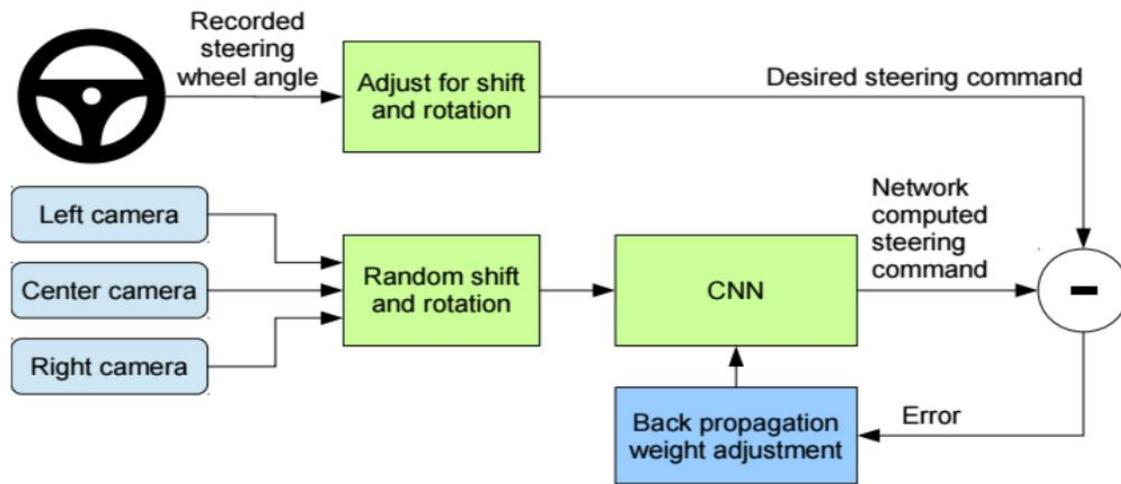 Recorded
steering
wheel angle
Adjust for shift
and rotation
Desired steering command
Left camera
Center camera
Right camera
Random shift
and rotation
CNN
Network
computed
steering
command
-
Back propagation
weight adjustment
Error